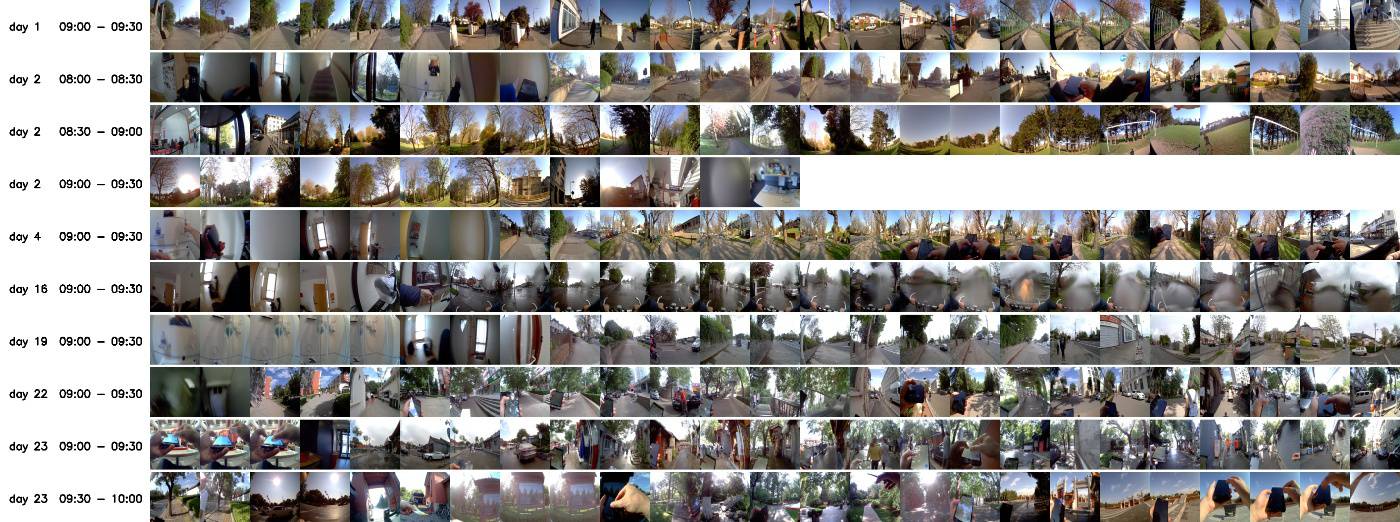 day 1 09:00 – 09:30
day 2 08:00 – 08:30
day 2 08:30 – 09:00
day 2 09:00 – 09:30
day 4 09:00 – 09:30
day 16 09:00 – 09:30
day 19 09:00 – 09:30
day 22 09:00 – 09:30
day 23 09:00 – 09:30
day 23 09:30 – 10:00